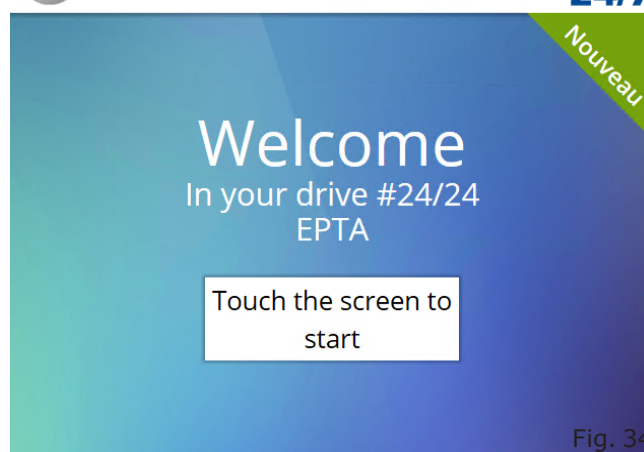 Nouveau
Welcome
In your drive #24/24
EPTA
Touch the screen to
start